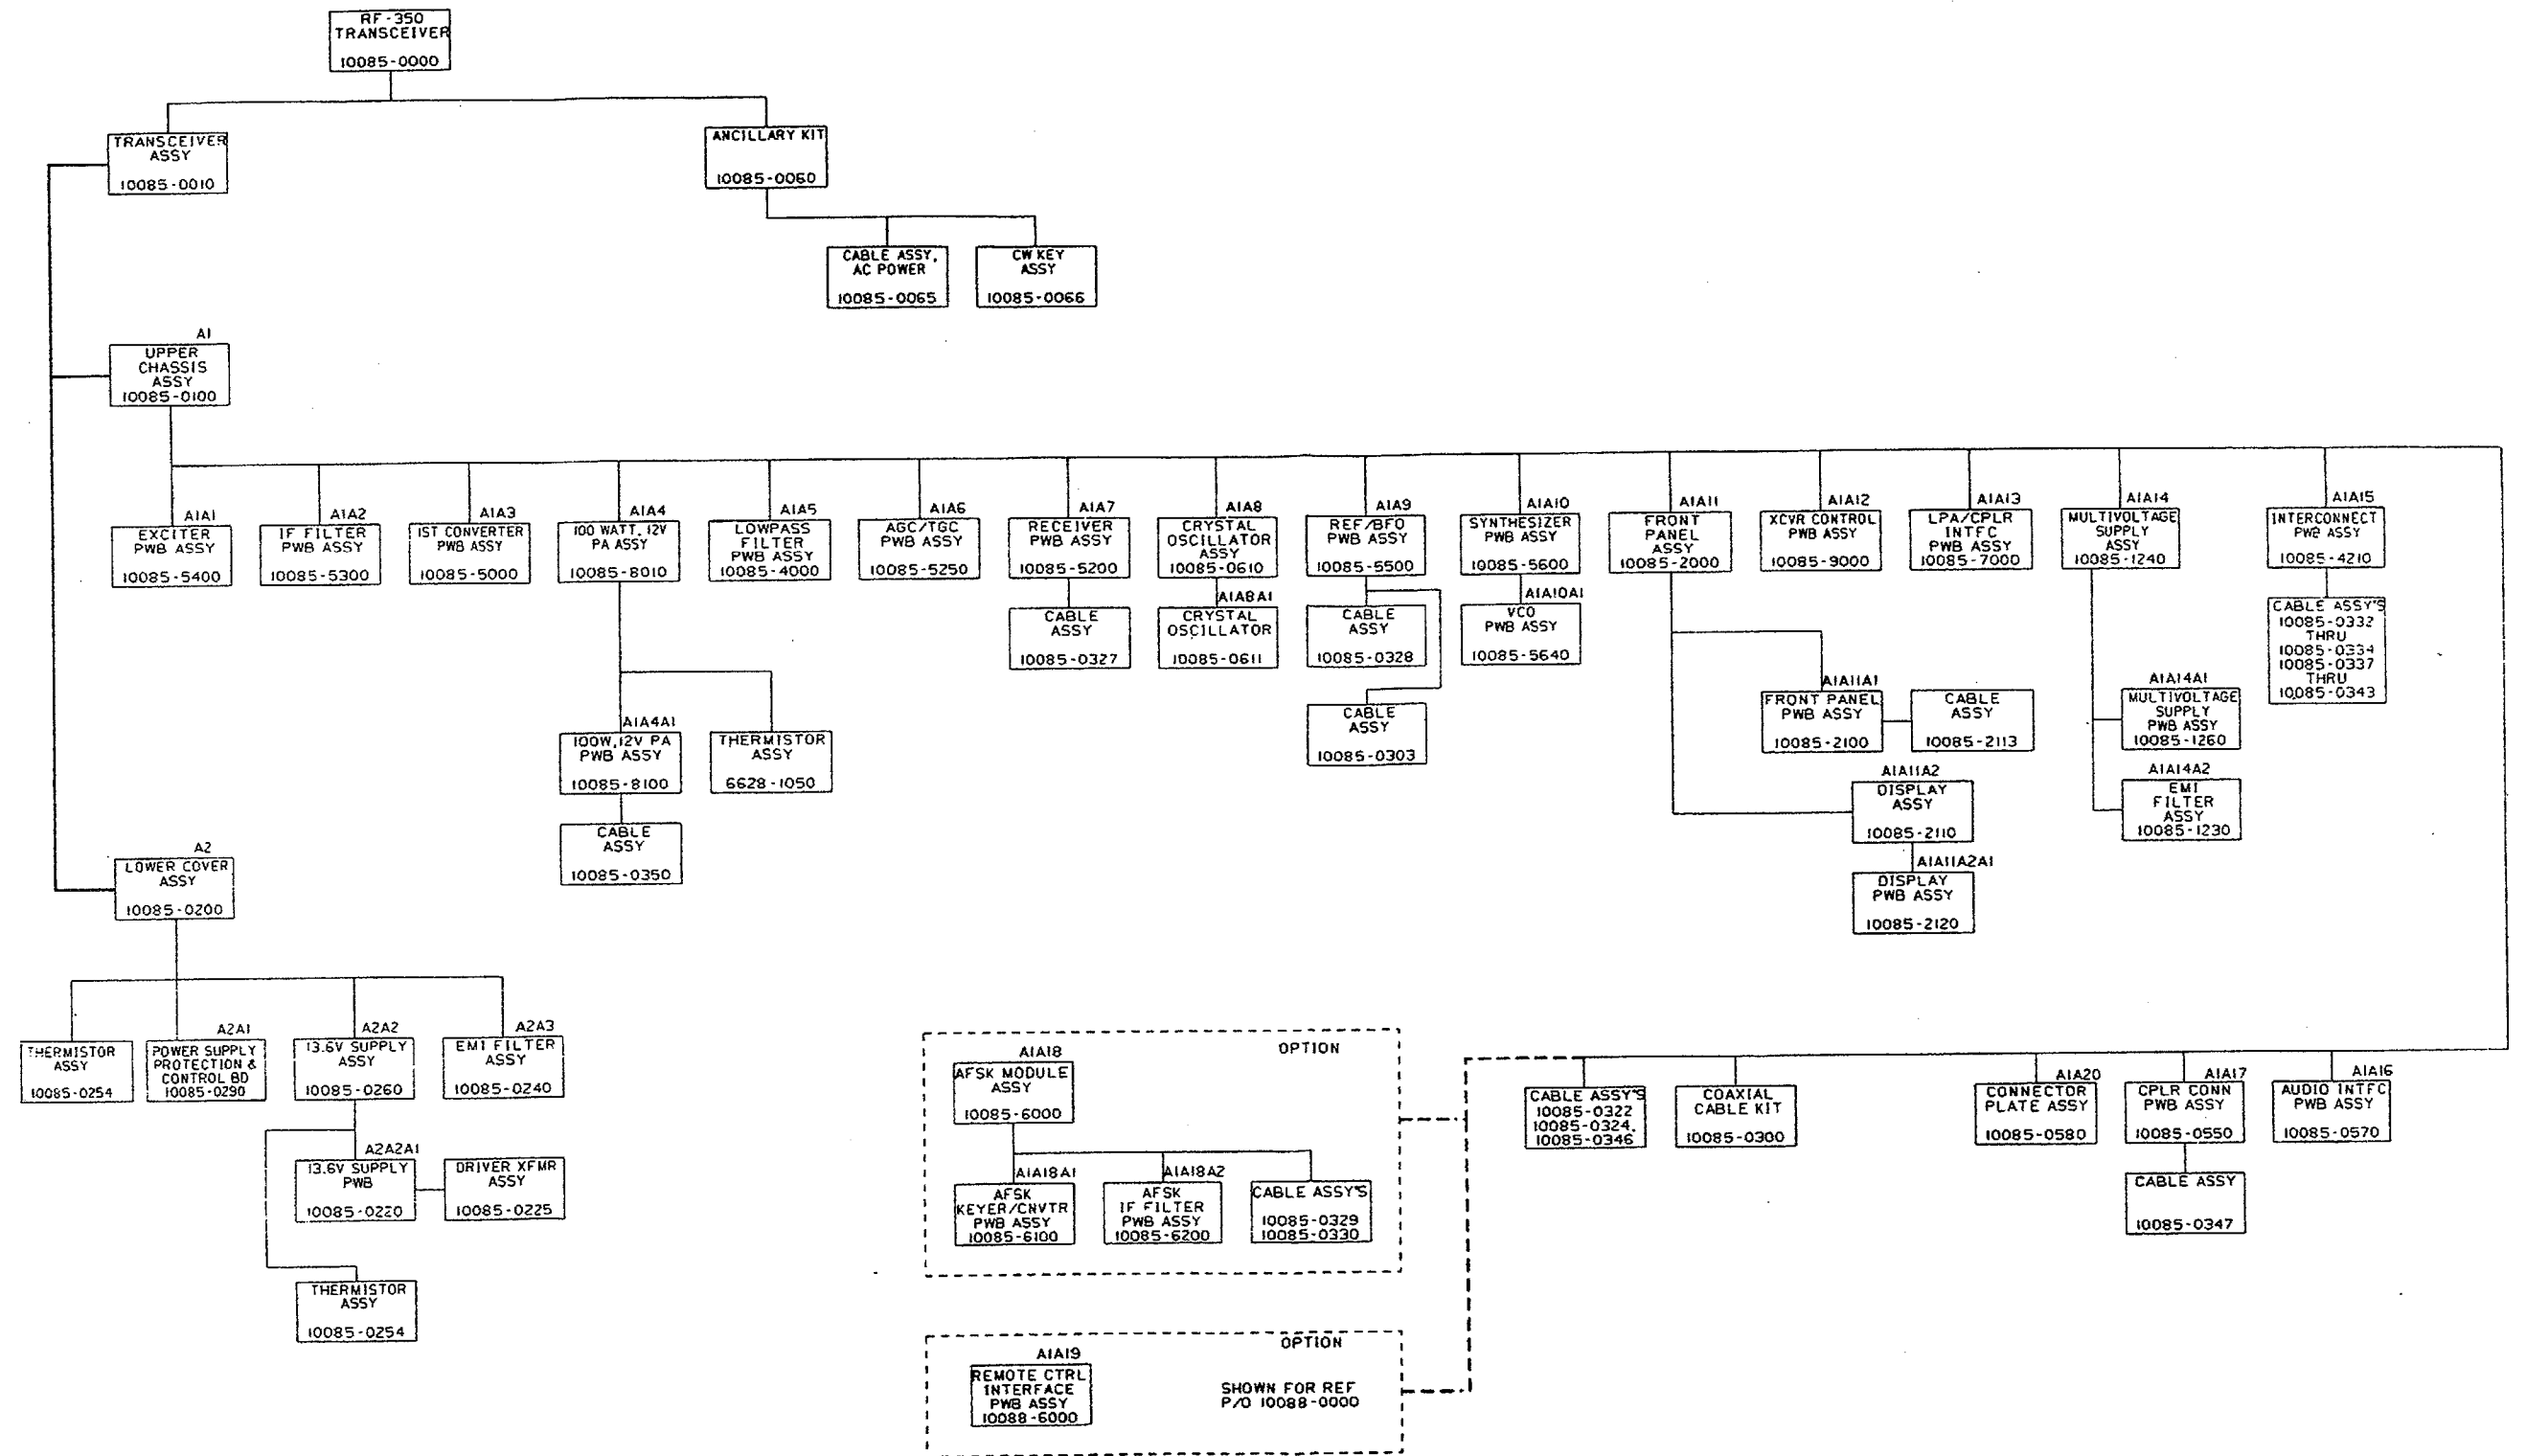 RF-350
TRANSCEIVER
10085-0000
TRANSCEIVER
ASSY
10085-0010
ANCILLARY KIT
10085-0060
CABLE ASSY,
AC POWER
10085-0065
CW KEY
ASSY
10085-0066
A1
UPPER
CHASSIS
ASSY
10085-0100
A1A1
EXCITER
PWB ASSY
10085-5400
A1A2
IF FILTER
PWB ASSY
10085-5300
A1A3
1ST CONVERTER
PWB ASSY
10085-5000
A1A4
100 WATT, 12V
PA ASSY
10085-8010
A1A5
LOWPASS
FILTER
PWB ASSY
10085-4000
A1A6
AGC/TGC
PWB ASSY
10085-5250
A1A7
RECEIVER
PWB ASSY
10085-5200
A1A8
CRYSTAL
OSCILLATOR
ASSY
10085-0610
A1A9
REF/BFO
PWB ASSY
10085-5500
A1A10
SYNTHESIZER
PWB ASSY
10085-5600
A1A11
FRONT
PANEL
ASSY
10085-2000
A1A12
XCVR CONTROL
PWB ASSY
10085-9000
A1A13
LPA/CPLR
INTFC
PWB ASSY
10085-7000
A1A14
MULTIVOLTAGE
SUPPLY
ASSY
10085-1240
A1A15
INTERCONNECT
PWB ASSY
10085-4210
CABLE
ASSY
10085-0327
A1A8A1
CRYSTAL
OSCILLATOR
10085-0611
CABLE
ASSY
10085-0328
A1A10A1
VCO
PWB ASSY
10085-5640
CABLE ASSY'S
10085-0332
THRU
10085-0334
10085-0337
THRU
10085-0343
A1A4A1
100W, 12V PA
PWB ASSY
10085-8100
THERMISTOR
ASSY
6628-1050
CABLE
ASSY
10085-0303
A1A11A1
FRONT PANEL
PWB ASSY
10085-2100
CABLE
ASSY
10085-2113
A1A14A1
MULTIVOLTAGE
SUPPLY
PWB ASSY
10085-1260
CABLE
ASSY
10085-0350
A1A11A2
DISPLAY
ASSY
10085-2110
A1A14A2
EMI
FILTER
ASSY
10085-1230
A1A11A2A1
DISPLAY
PWB ASSY
10085-2120
A2
LOWER COVER
ASSY
10085-0200
THERMISTOR
ASSY
10085-0254
A2A1
POWER SUPPLY
PROTECTION &
CONTROL BD
10085-0290
A2A2
13.6V SUPPLY
ASSY
10085-0260
A2A3
EMI FILTER
ASSY
10085-0240
A2A2A1
13.6V SUPPLY
PWB
10085-0220
DRIVER XFMR
ASSY
10085-0225
THERMISTOR
ASSY
10085-0254
OPTION
A1A18
AFSK MODULE
ASSY
10085-6000
A1A18A1
AFSK
KEYER/CNVTR
PWB ASSY
10085-6100
A1A18A2
AFSK
IF FILTER
PWB ASSY
10085-6200
CABLE ASSY'S
10085-0329
10085-0330
CABLE ASSY'S
10085-0322
10085-0324,
10085-0346
COAXIAL
CABLE KIT
10085-0300
A1A20
CONNECTOR
PLATE ASSY
10085-0580
A1A17
CPLR CONN
PWB ASSY
10085-0550
A1A16
AUDIO INTFC
PWB ASSY
10085-0570
CABLE ASSY
10085-0347
OPTION
A1A19
REMOTE CTRL
INTERFACE
PWB ASSY
10088-6000
SHOWN FOR REF
P/O 10088-0000